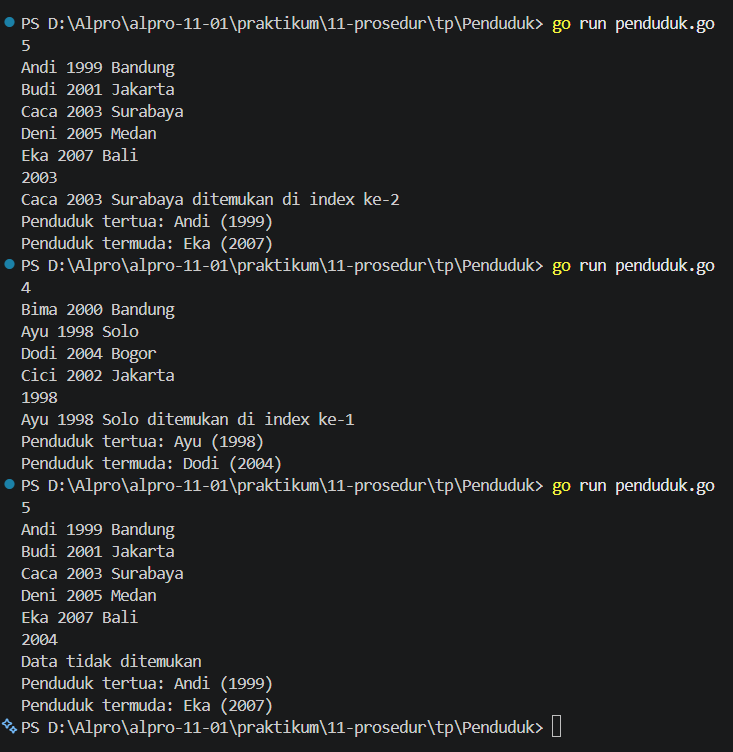 PS D:\Alpro\alpro-11-01\praktikum\11-prosedur\tp\Penduduk> go run penduduk.go
5
Andi 1999 Bandung
Budi 2001 Jakarta
Caca 2003 Surabaya
Deni 2005 Medan
Eka 2007 Bali
2003
Caca 2003 Surabaya ditemukan di index ke-2
Penduduk tertua: Andi (1999)
Penduduk termuda: Eka (2007)
PS D:\Alpro\alpro-11-01\praktikum\11-prosedur\tp\Penduduk> go run penduduk.go
4
Bima 2000 Bandung
Ayu 1998 Solo
Dodi 2004 Bogor
Cici 2002 Jakarta
1998
Ayu 1998 Solo ditemukan di index ke-1
Penduduk tertua: Ayu (1998)
Penduduk termuda: Dodi (2004)
PS D:\Alpro\alpro-11-01\praktikum\11-prosedur\tp\Penduduk> go run penduduk.go
5
Andi 1999 Bandung
Budi 2001 Jakarta
Caca 2003 Surabaya
Deni 2005 Medan
Eka 2007 Bali
2004
Data tidak ditemukan
Penduduk tertua: Andi (1999)
Penduduk termuda: Eka (2007)
PS D:\Alpro\alpro-11-01\praktikum\11-prosedur\tp\Penduduk>